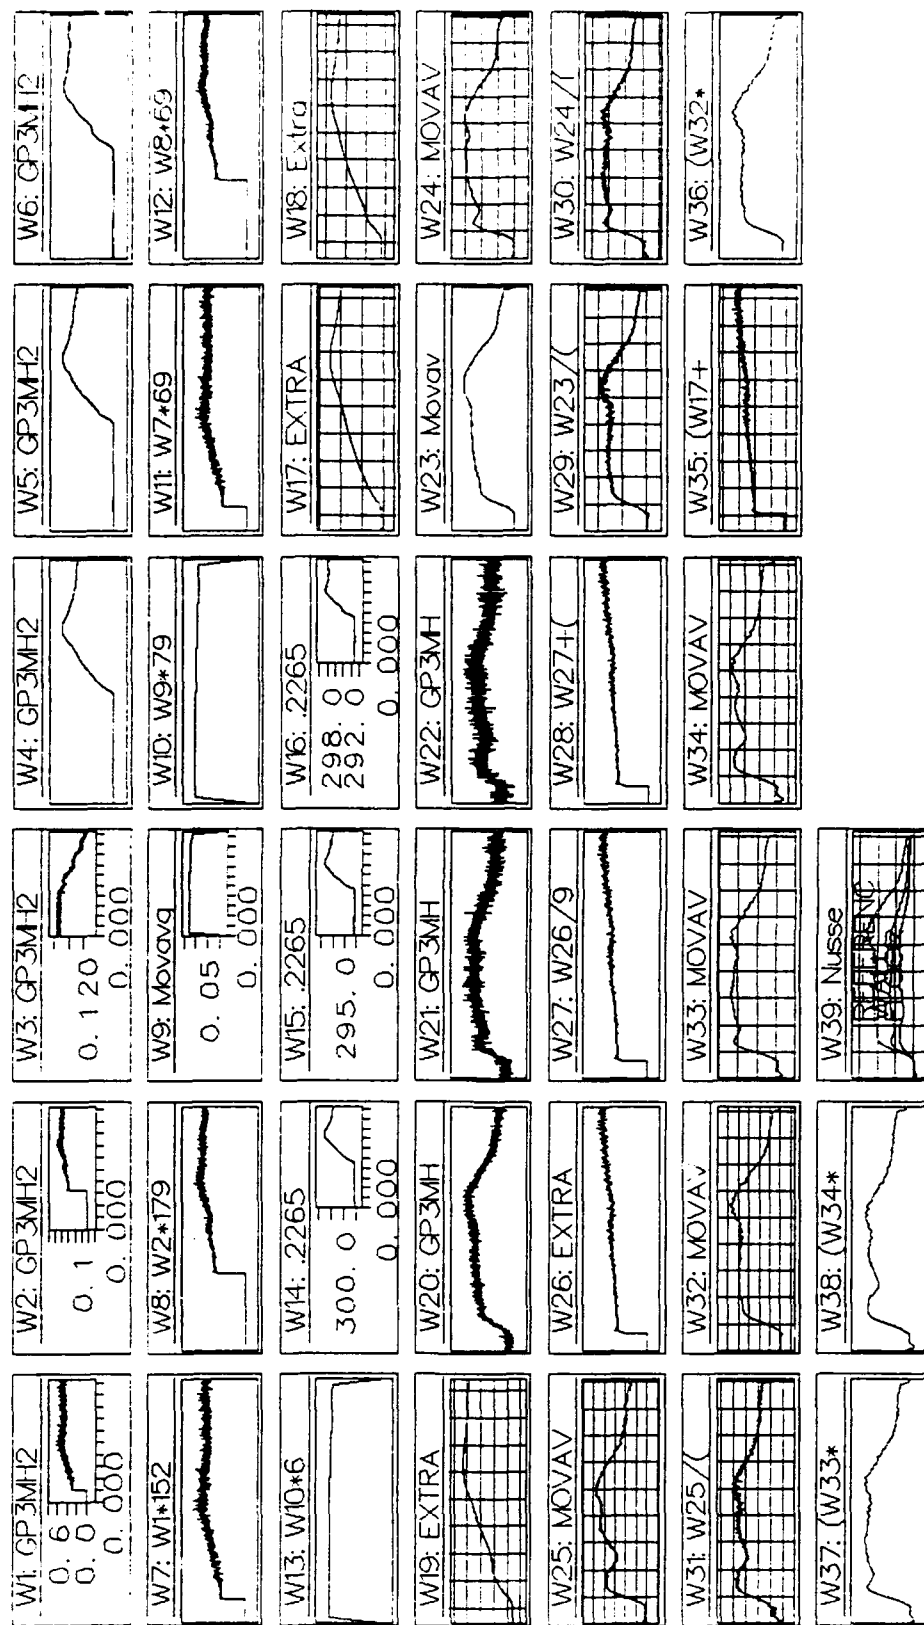 W1: GP3MH2
0. 6
0. 0
0. 000
W2: GP3MH2
0. 1
0. 000
W3: GP3MH2
0. 120
0. 000
W4: GP3MH2
W5: GP3MH2
W6: GP3MH2
W7: W1*152
W8: W2*179
W9: Movavg
0. 05
0. 000
W10: W9*79
W11: W7*69
W12: W8*69
W13: W10*6
W14: .2265
300. 0
0. 000
W15: .2265
295. 0
0. 000
W16: .2265
298. 0
292. 0
0. 000
W17: EXTRA
W18: Extra
W19: EXTRA
W20: GP3MH
W21: GP3MH
W22: GP3MH
W23: Movav
W24: MOVAV
W25: MOVAV
W26: EXTRA
W27: W26/9
W28: W27+(
W29: W23/(
W30: W24/(
W31: W25/(
W32: MOVAV
W33: MOVAV
W34: MOVAV
W35: (W17+
W36: (W32*
W37: (W33*
W38: (W34*
W39: Nusse